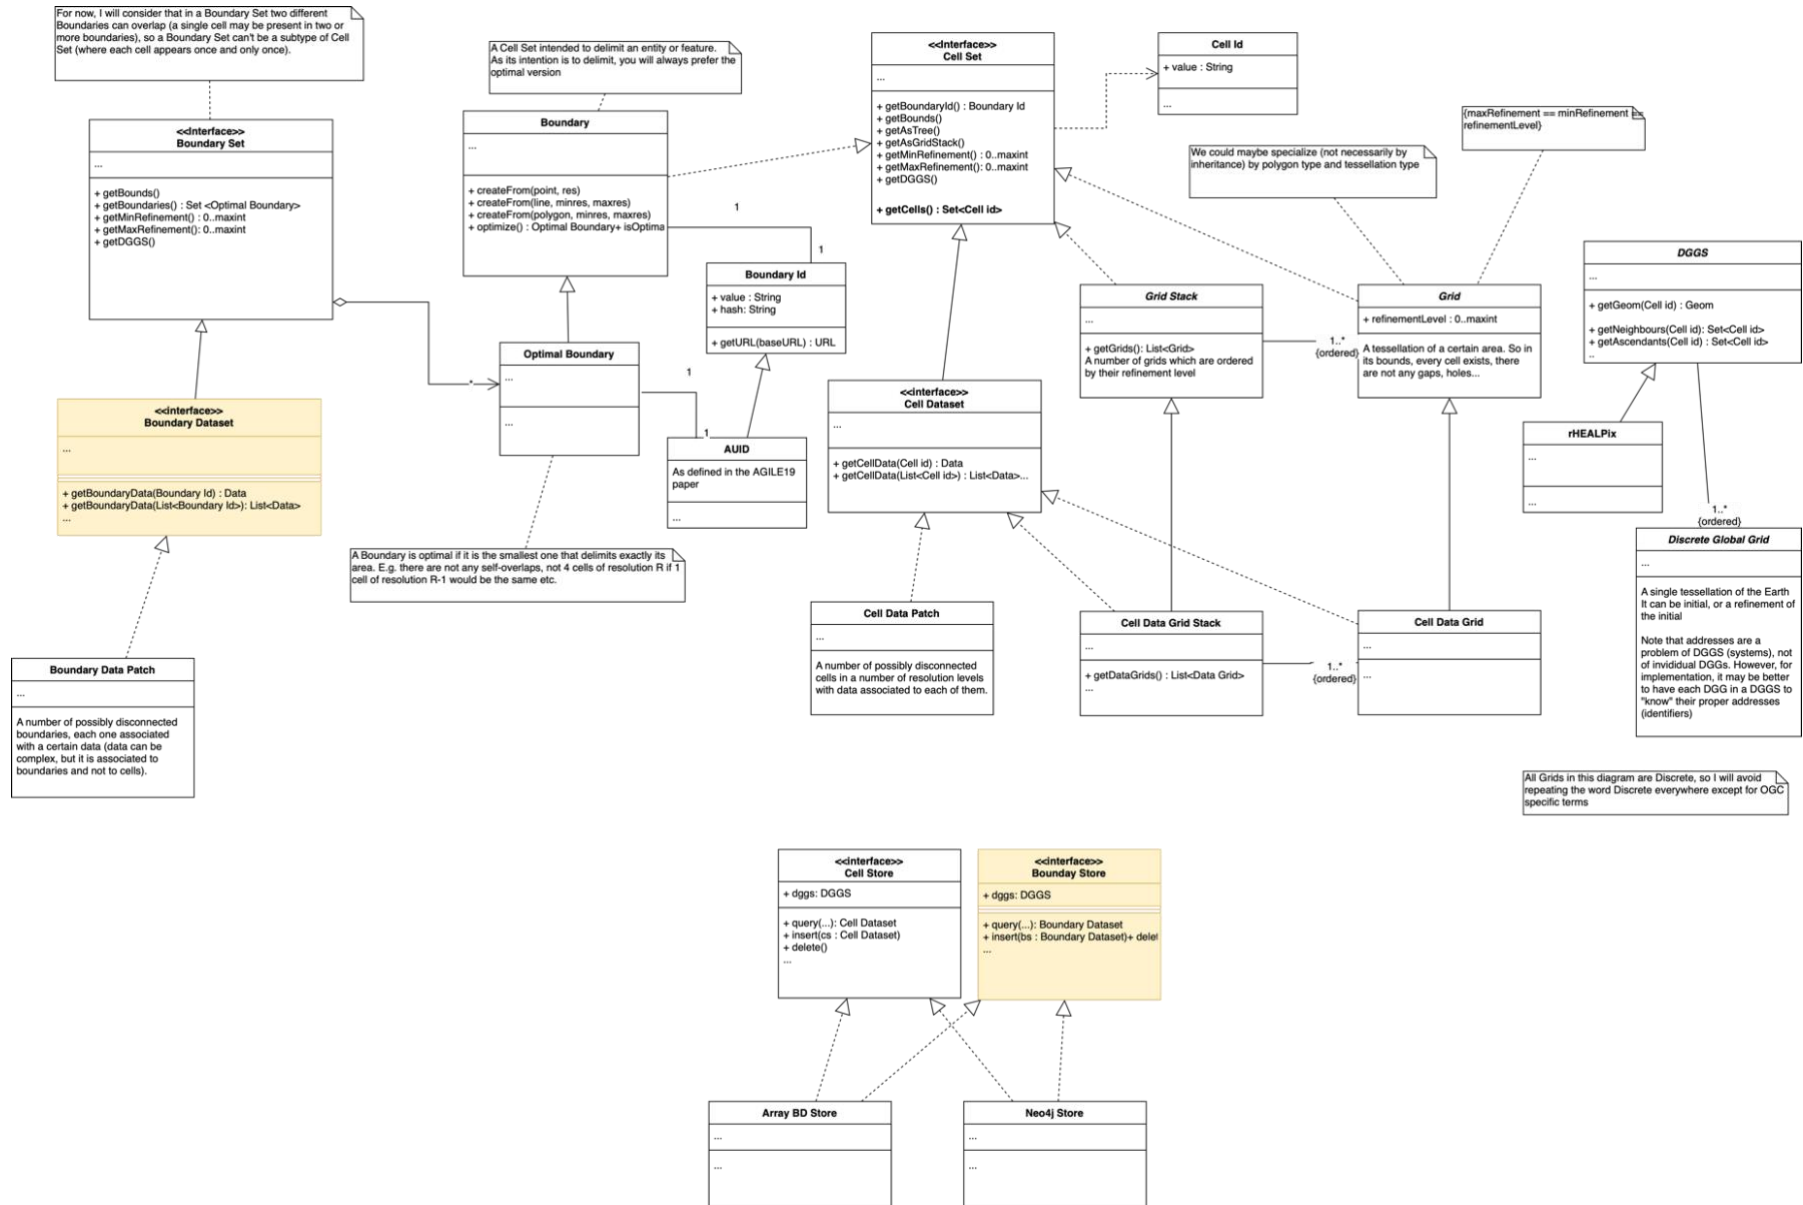 For now, I will consider that in a Boundary Set two different
Boundaries can overlap (a single cell may be present in two or
more boundaries), so a Boundary Set can't be a subtype of Cell
Set (where each cell appears once and only once).
A Cell Set intended to delimit an entity or feature.
As its intention is to delimit, you will always prefer the
optimal version
<<interface>>
Cell Set
...
+ getBoundaryId() : Boundary Id
+ getBounds()
+ getAsTree()
+ getAsGridStack()
+ getMinRefinement() : 0..maxint
+ getMaxRefinement(): 0..maxint
+ getDGGS()
+ getCells() : Set<Cell id>
Cell Id
+ value : String
...
{maxRefinement == minRefinement ==
refinementLevel}
We could maybe specialize (not necessarily by
inheritance) by polygon type and tessellation type
<<interface>>
Boundary Set
...
+ getBounds()
+ getBoundaries() : Set <Optimal Boundary>
+ getMinRefinement() : 0..maxint
+ getMaxRefinement(): 0..maxint
+ getDGGS()
Boundary
...
+ createFrom(point, res)
+ createFrom(line, minres, maxres)
+ createFrom(polygon, minres, maxres)
+ optimize() : Optimal Boundary+ isOptima
1
1
Boundary Id
+ value : String
+ hash: String
+ getURL(baseURL) : URL
Grid Stack
...
+ getGrids(): List<Grid>
A number of grids which are ordered
by their refinement level
1..*
{ordered}
Grid
+ refinementLevel : 0..maxint
A tessellation of a certain area. So in
its bounds, every cell exists, there
are not any gaps, holes...
DGGS
...
+ getGeom(Cell id) : Geom
+ getNeighbours(Cell id): Set<Cell id>
+ getAscendants(Cell id) : Set<Cell id>
..
Optimal Boundary
...
...
*
1
1
AUID
As defined in the AGILE19
paper
...
<<interface>>
Cell Dataset
...
+ getCellData(Cell id) : Data
+ getCellData(List<Cell id>) : List<Data>...
rHEALPix
...
...
1..*
{ordered}
<<interface>>
Boundary Dataset
...
+ getBoundaryData(Boundary Id) : Data
+ getBoundaryData(List<Boundary Id>): List<Data>
...
A Boundary is optimal if it is the smallest one that delimits exactly its
area. E.g. there are not any self-overlaps, not 4 cells of resolution R if 1
cell of resolution R-1 would be the same etc.
Discrete Global Grid
...
A single tessellation of the Earth
It can be initial, or a refinement of
the initial
Note that addresses are a
problem of DGGS (systems), not
of invididual DGGs. However, for
implementation, it may be better
to have each DGG in a DGGS to
"know" their proper addresses
(identifiers)
Cell Data Patch
...
A number of possibly disconnected
cells in a number of resolution levels
with data associated to each of them.
Cell Data Grid Stack
...
+ getDataGrids() : List<Data Grid>
...
1..*
{ordered}
Cell Data Grid
...
...
Boundary Data Patch
...
A number of possibly disconnected
boundaries, each one associated
with a certain data (data can be
complex, but it is associated to
boundaries and not to cells).
All Grids in this diagram are Discrete, so I will avoid
repeating the word Discrete everywhere except for OGC
specific terms
<<interface>>
Cell Store
+ dggs: DGGS
+ query(...): Cell Dataset
+ insert(cs : Cell Dataset)
+ delete()
...
<<interface>>
Bounday Store
+ dggs: DGGS
+ query(...): Boundary Dataset
+ insert(bs : Boundary Dataset)+ delet
...
Array BD Store
...
...
Neo4j Store
...
...